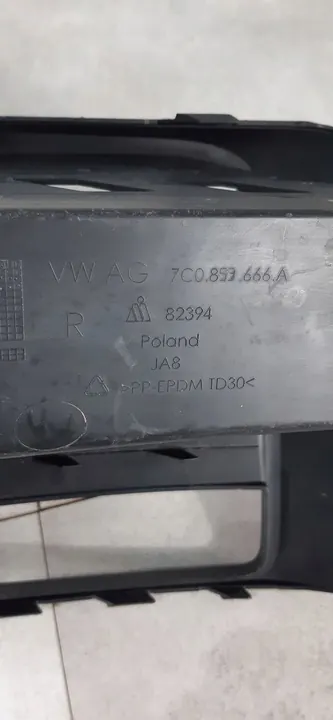 VW AG 7C0.853.666.A
R 82394
Poland
JA8
>PP-EPDM TD30<